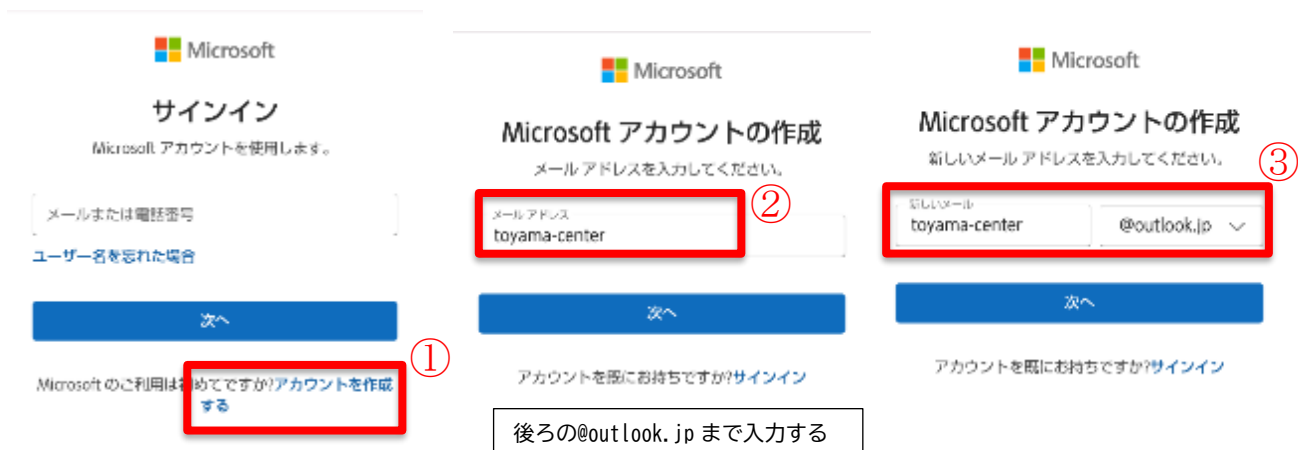 Microsoft
サインイン
Microsoft アカウントを使用します。
メールまたは電話番号
ユーザー名を忘れた場合
次へ
①
Microsoft のご利用は初めてですか?アカウントを作成
する
Microsoft
Microsoft アカウントの作成
メール アドレスを入力してください。
②
メール アドレス
toyama-center
次へ
アカウントを既にお持ちですか?サインイン
後ろの@outlook.jp まで入力する
Microsoft
Microsoft アカウントの作成
新しいメール アドレスを入力してください。
③
新しいメール
toyama-center
@outlook.jp
次へ
アカウントを既にお持ちですか?サインイン